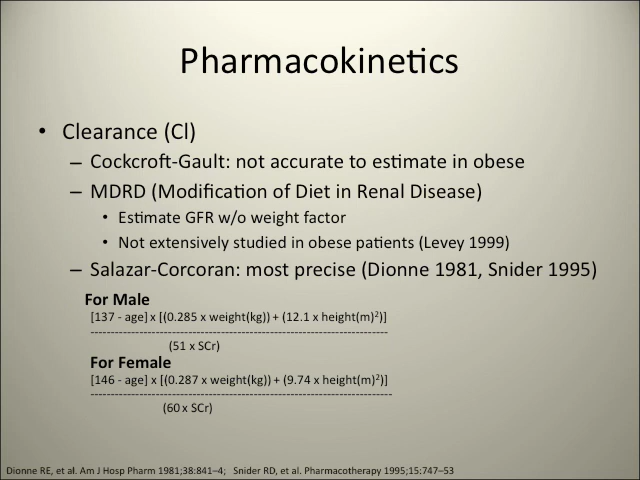 Pharmacokinetics
• Clearance (Cl)
– Cockcroft-Gault: not accurate to estimate in obese
– MDRD (Modification of Diet in Renal Disease)
• Estimate GFR w/o weight factor
• Not extensively studied in obese patients (Levey 1999)
– Salazar-Corcoran: most precise (Dionne 1981, Snider 1995)
For Male
[137 - age] x [(0.285 x weight(kg)) + (12.1 x height(m)²)]
---------------------------------------------------------------------------
(51 x SCr)
For Female
[146 - age] x [(0.287 x weight(kg)) + (9.74 x height(m)²)]
----------------------------------------------------------------------------
(60 x SCr)
Dionne RE, et al. Am J Hosp Pharm 1981;38:841–4; Snider RD, et al. Pharmacotherapy 1995;15:747–53